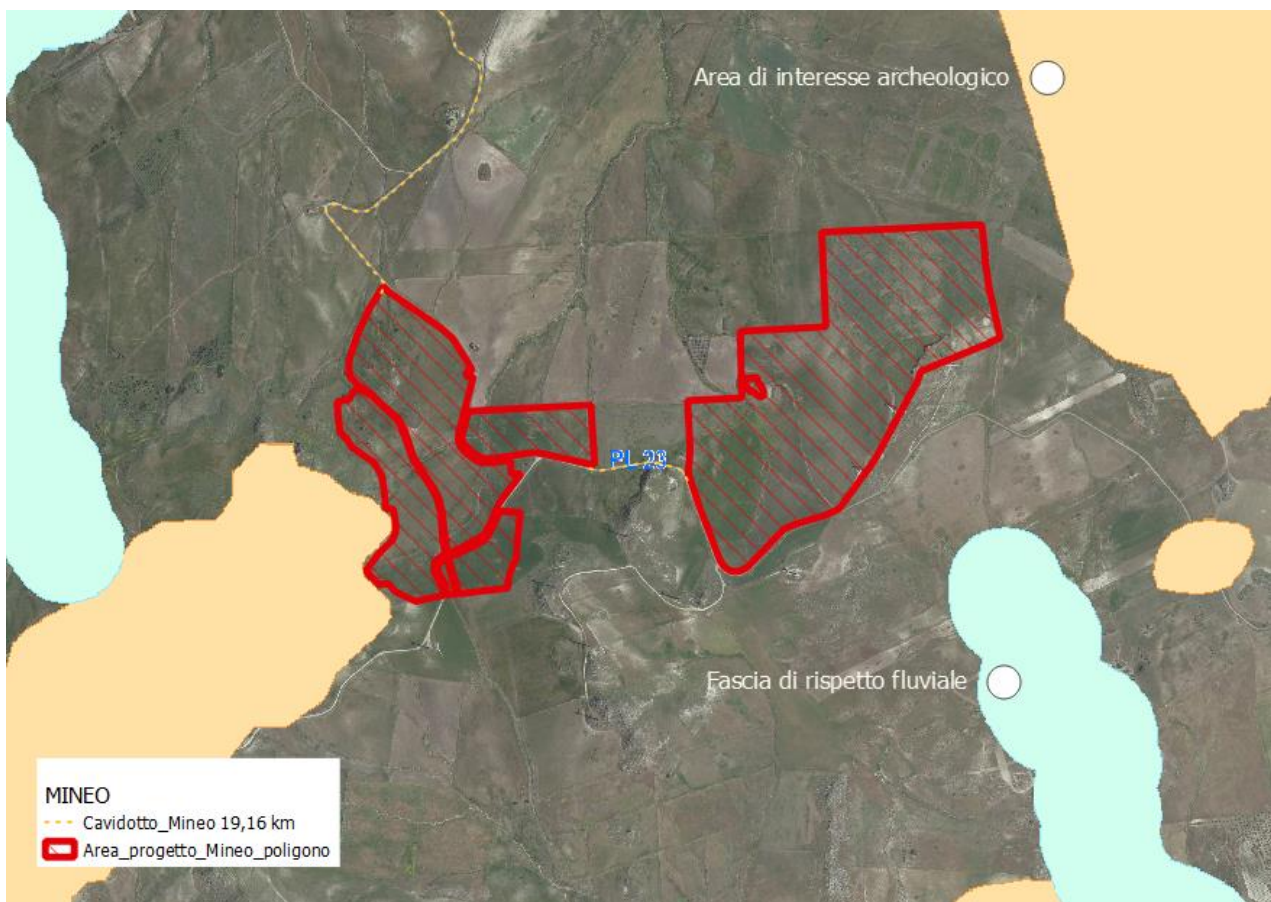 Area di interesse archeologico
PL 23
Fascia di rispetto fluviale
MINEO
Cavidotto_Mineo 19,16 km
Area_progetto_Mineo_poligono